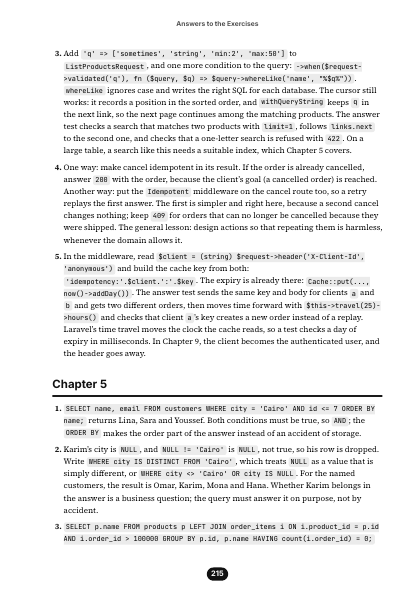 Answers to the Exercises
3. Add 'q' => ['sometimes', 'string', 'min:2', 'max:50'] to
ListProductsRequest, and one more condition to the query: ->when($request-
>validated('q'), fn ($query, $q) => $query->whereLike('name', "%$q%")).
whereLike ignores case and writes the right SQL for each database. The cursor still
works: it records a position in the sorted order, and withQueryString keeps q in
the next link, so the next page continues among the matching products. The answer
test checks a search that matches two products with limit=1, follows links.next
to the second one, and checks that a one-letter search is refused with 422. On a
large table, a search like this needs a suitable index, which Chapter 5 covers.
4. One way: make cancel idempotent in its result. If the order is already cancelled,
answer 200 with the order, because the client's goal (a cancelled order) is reached.
Another way: put the Idempotent middleware on the cancel route too, so a retry
replays the first answer. The first is simpler and right here, because a second cancel
changes nothing; keep 409 for orders that can no longer be cancelled because they
were shipped. The general lesson: design actions so that repeating them is harmless,
whenever the domain allows it.
5. In the middleware, read $client = (string) $request->header('X-Client-Id',
'anonymous') and build the cache key from both:
'idempotency:'.$client.':'.$key. The expiry is already there: Cache::put(...,
now()->addDay()). The answer test sends the same key and body for clients a and
b and gets two different orders, then moves time forward with $this->travel(25)-
>hours() and checks that client a's key creates a new order instead of a replay.
Laravel's time travel moves the clock the cache reads, so a test checks a day of
expiry in milliseconds. In Chapter 9, the client becomes the authenticated user, and
the header goes away.
Chapter 5
1. SELECT name, email FROM customers WHERE city = 'Cairo' AND id <= 7 ORDER BY
name; returns Lina, Sara and Youssef. Both conditions must be true, so AND; the
ORDER BY makes the order part of the answer instead of an accident of storage.
2. Karim's city is NULL, and NULL != 'Cairo' is NULL, not true, so his row is dropped.
Write WHERE city IS DISTINCT FROM 'Cairo', which treats NULL as a value that is
simply different, or WHERE city <> 'Cairo' OR city IS NULL. For the named
customers, the result is Omar, Karim, Mona and Hana. Whether Karim belongs in
the answer is a business question; the query must answer it on purpose, not by
accident.
3. SELECT p.name FROM products p LEFT JOIN order_items i ON i.product_id = p.id
AND i.order_id > 100000 GROUP BY p.id, p.name HAVING count(i.order_id) = 0;
215